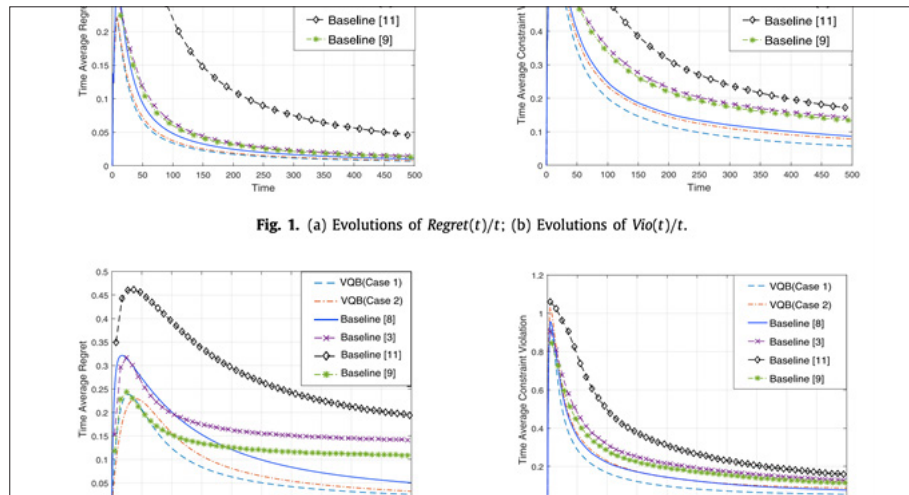 Baseline [11]
Baseline [9]
Time Average Regret
0.2
0.15
0.1
0.05
0
0 50 100 150 200 250 300 350 400 450 500
Time
Baseline [11]
Baseline [9]
Time Average Constraint
0.4
0.3
0.2
0.1
0
0 50 100 150 200 250 300 350 400 450 500
Time
Fig. 1. (a) Evolutions of Regret(t)/t; (b) Evolutions of Vio(t)/t.
VQB(Case 1)
VQB(Case 2)
Baseline [8]
Baseline [3]
Baseline [11]
Baseline [9]
Time Average Regret
0.5
0.45
0.4
0.35
0.3
0.25
0.2
0.15
0.1
0.05
VQB(Case 1)
VQB(Case 2)
Baseline [8]
Baseline [3]
Baseline [11]
Baseline [9]
Time Average Constraint Violation
1.2
1
0.8
0.6
0.4
0.2